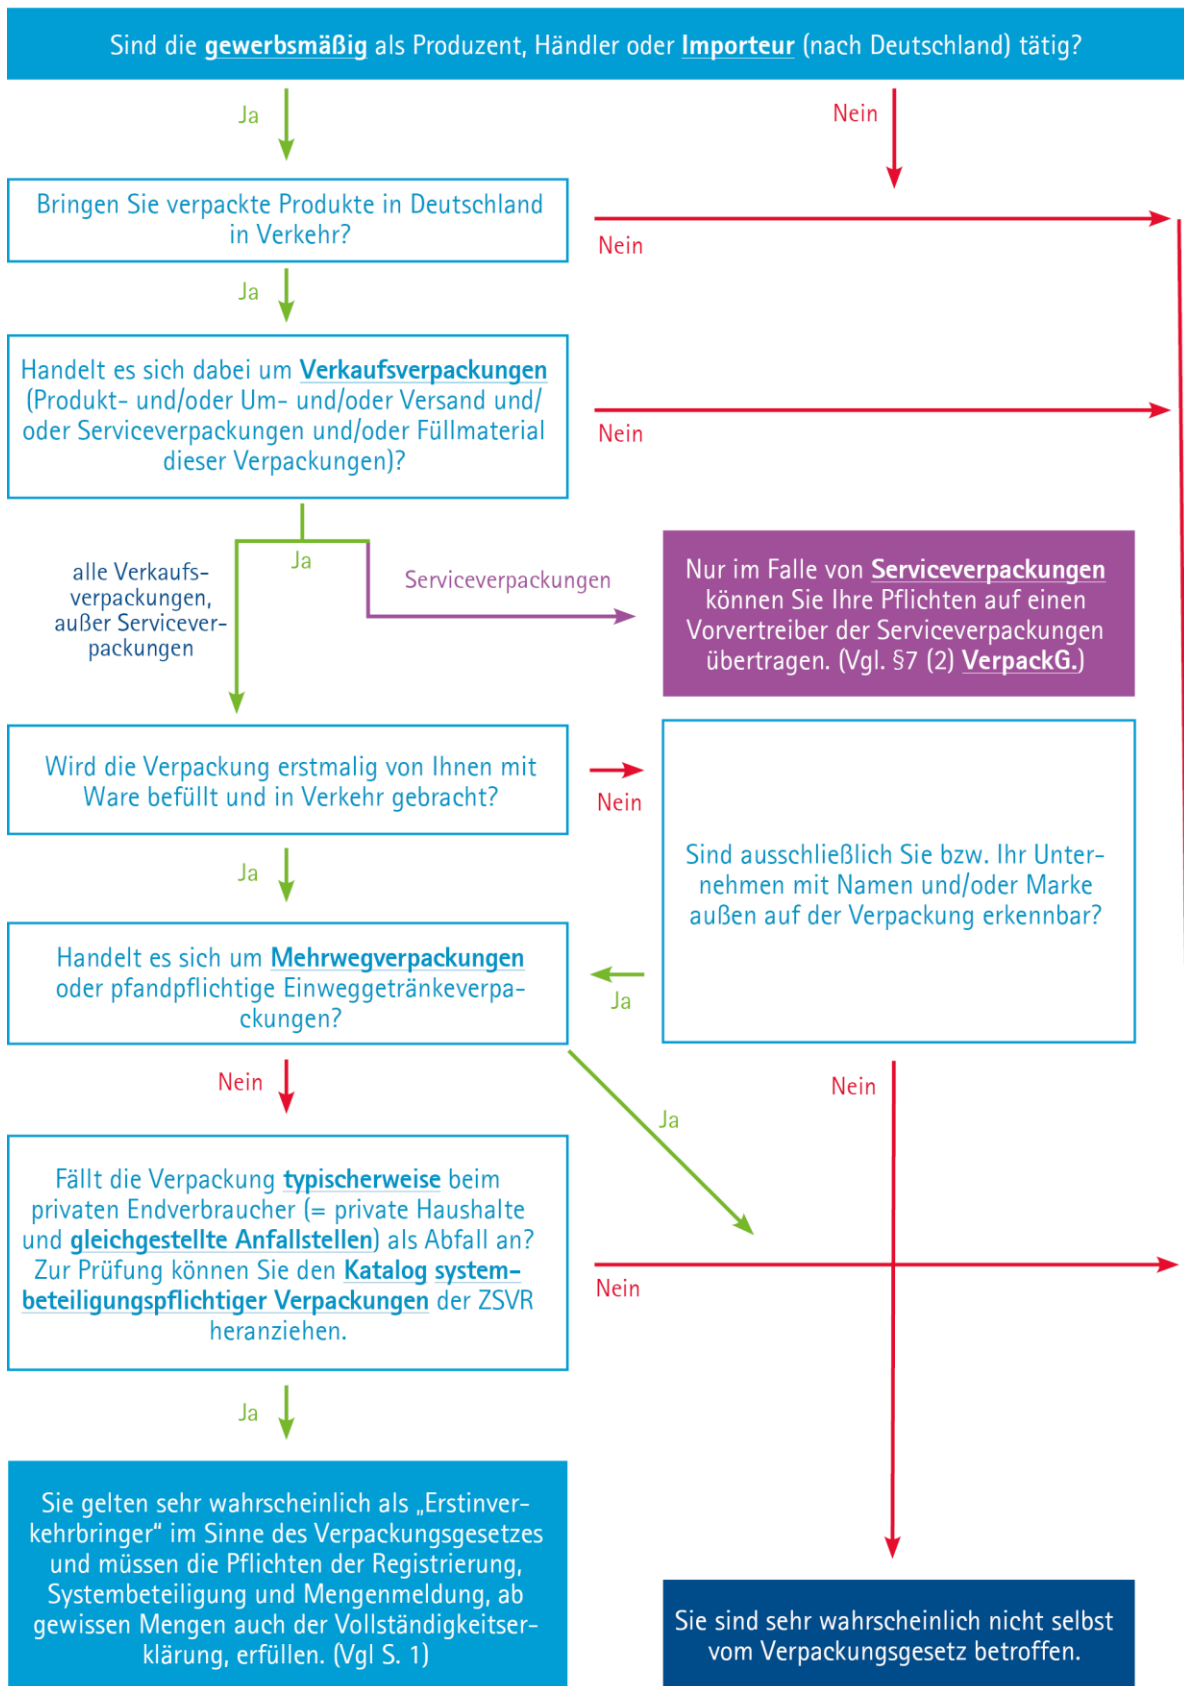 Sind die gewerbsmäßig als Produzent, Händler oder Importeur (nach Deutschland) tätig?
Ja
Nein
Bringen Sie verpackte Produkte in Deutschland
in Verkehr?
Nein
Ja
Handelt es sich dabei um Verkaufsverpackungen
(Produkt- und/oder Um- und/oder Versand und/
oder Serviceverpackungen und/oder Füllmaterial
dieser Verpackungen)?
Nein
Ja
alle Verkaufs-
verpackungen,
außer Servicever-
packungen
Serviceverpackungen
Nur im Falle von Serviceverpackungen
können Sie Ihre Pflichten auf einen
Vorvertreiber der Serviceverpackungen
übertragen. (Vgl. §7 (2) VerpackG.)
Wird die Verpackung erstmalig von Ihnen mit
Ware befüllt und in Verkehr gebracht?
Nein
Sind ausschließlich Sie bzw. Ihr Unter-
nehmen mit Namen und/oder Marke
außen auf der Verpackung erkennbar?
Ja
Handelt es sich um Mehrwegverpackungen
oder pfandpflichtige Einweggetränkeverpa-
ckungen?
Ja
Nein
Nein
Ja
Fällt die Verpackung typischerweise beim
privaten Endverbraucher (= private Haushalte
und gleichgestellte Anfallstellen) als Abfall an?
Zur Prüfung können Sie den Katalog system-
beteiligungspflichtiger Verpackungen der ZSVR
heranziehen.
Nein
Ja
Sie gelten sehr wahrscheinlich als „Erstinver-
kehrbringer" im Sinne des Verpackungsgesetzes
und müssen die Pflichten der Registrierung,
Systembeteiligung und Mengenmeldung, ab
gewissen Mengen auch der Vollständigkeitser-
klärung, erfüllen. (Vgl S. 1)
Sie sind sehr wahrscheinlich nicht selbst
vom Verpackungsgesetz betroffen.